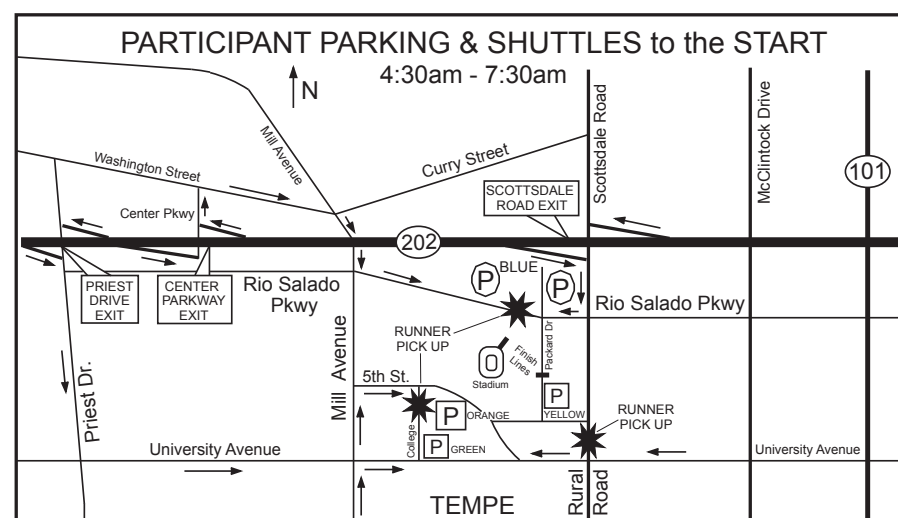 PARTICIPANT PARKING & SHUTTLES to the START
4:30am - 7:30am
N
Mill Avenue
Washington Street
Curry Street
Scottsdale Road
McClintock Drive
101
Center Pkwy
SCOTTSDALE
ROAD EXIT
202
PRIEST
DRIVE
EXIT
CENTER
PARKWAY
EXIT
Rio Salado
Pkwy
P
BLUE
P
Rio Salado Pkwy
RUNNER
PICK UP
Packard Dr
Finish
Lines
Stadium
Priest Dr.
Mill Avenue
5th St.
P
ORANGE
P
YELLOW
RUNNER
PICK UP
College
P
GREEN
University Avenue
University Avenue
TEMPE
Rural
Road